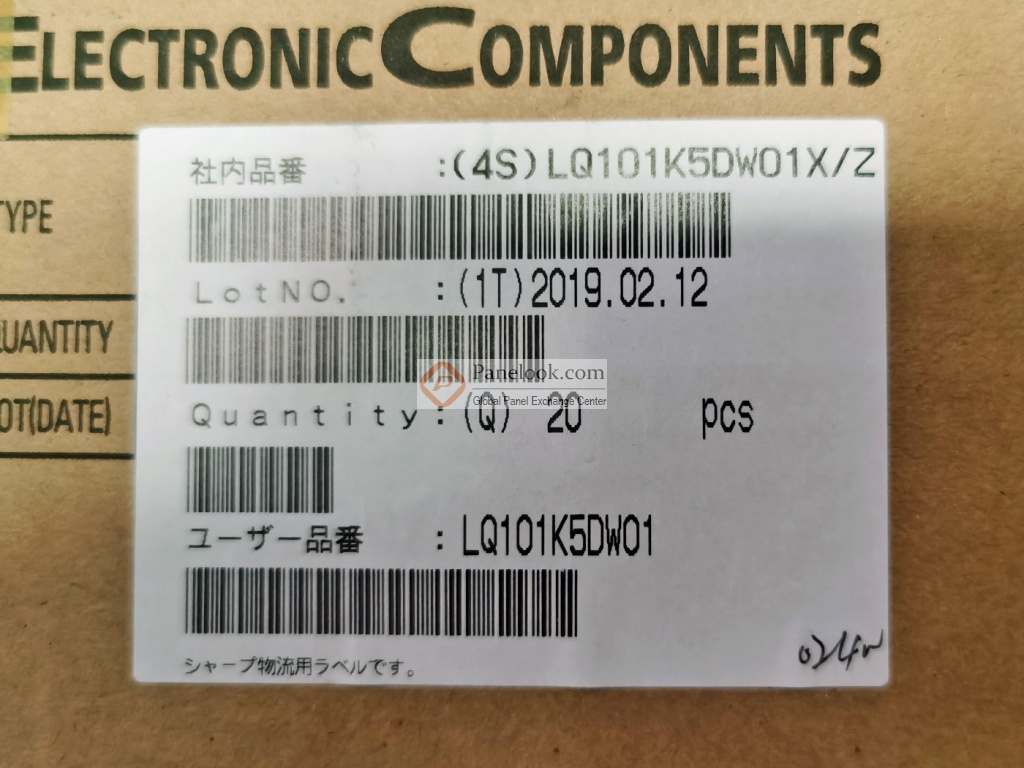 ELECTRONIC COMPONENTS
社内品番 :(4S)LQ101K5DW01X/Z
TYPE
LotNO. :(1T)2019.02.12
QUANTITY
Panelook.com
Global Panel Exchange Center
OT(DATE)
Quantity:(Q) 20 pcs
ユーザー品番 : LQ101K5DW01
シャープ物流用ラベルです。